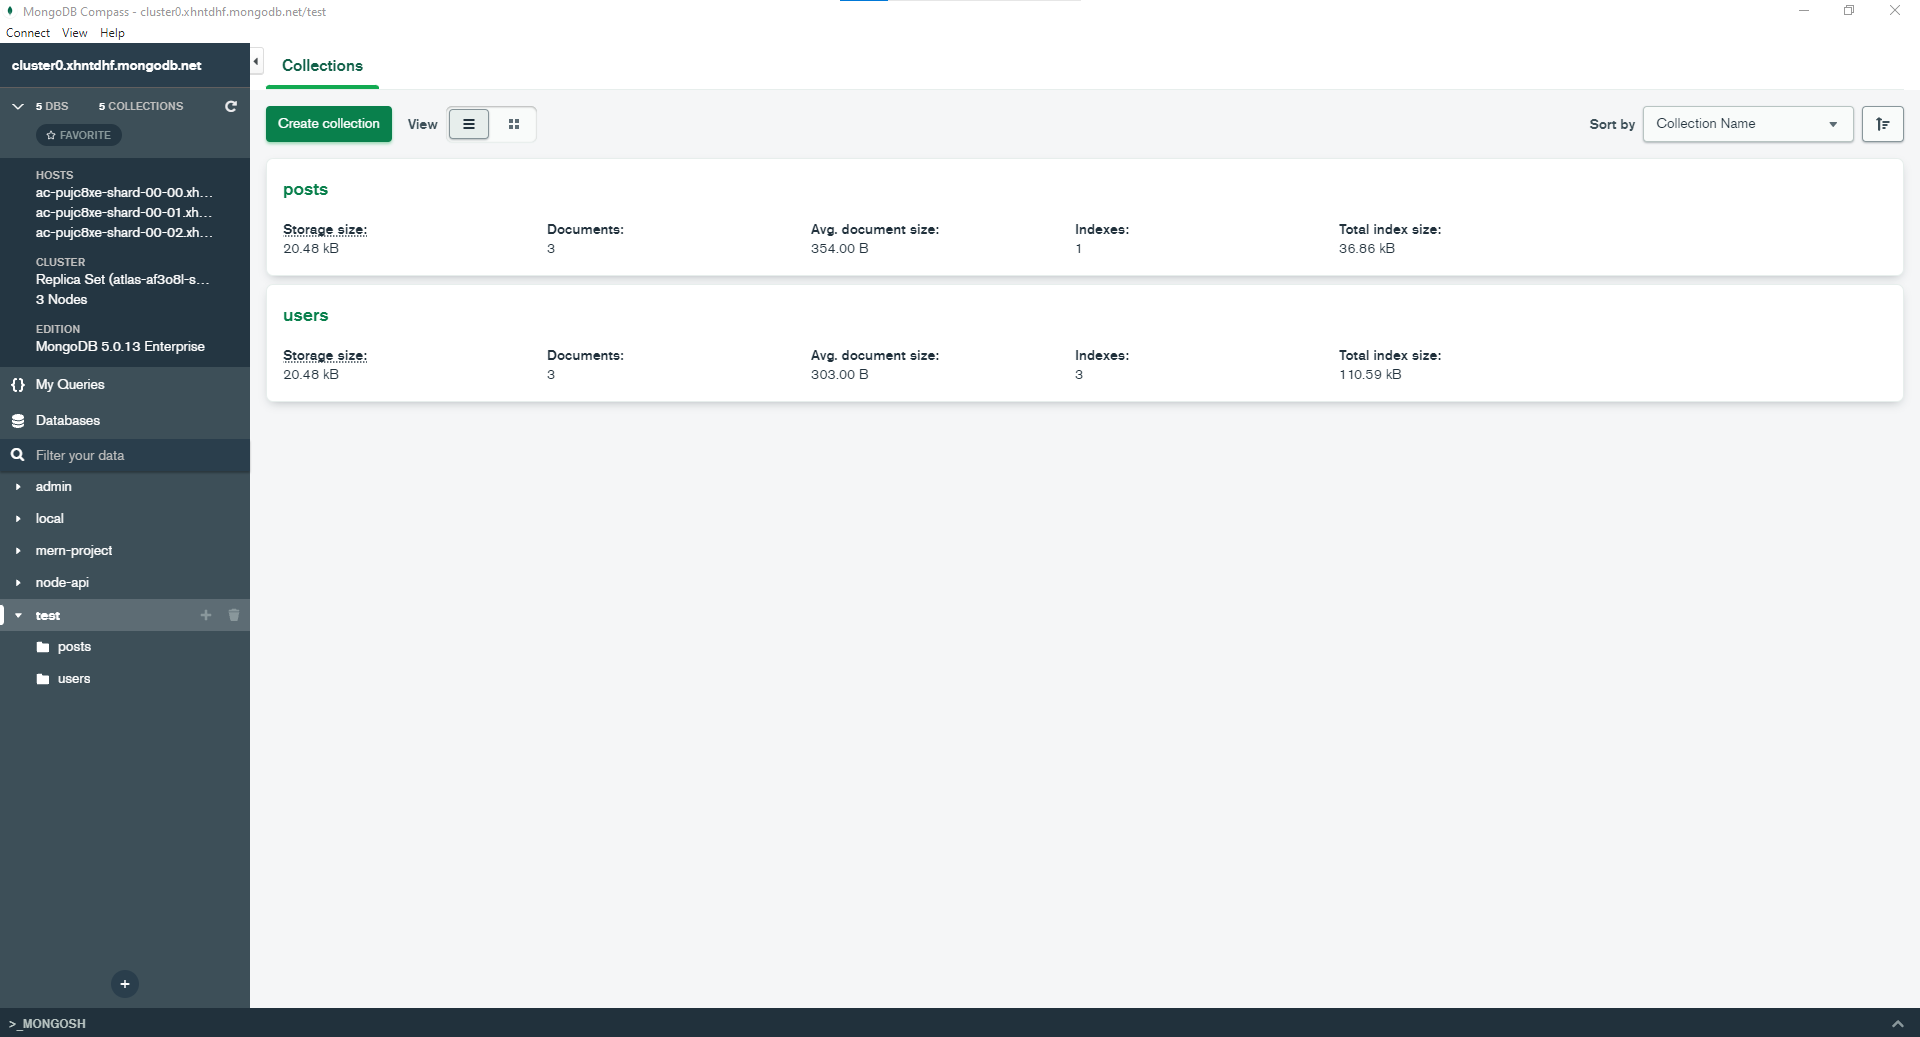 MongoDB Compass - cluster0.xhntdhf.mongodb.net/test
Connect View Help
cluster0.xhntdhf.mongodb.net
5 DBS 5 COLLECTIONS
FAVORITE
HOSTS
ac-pujc8xe-shard-00-00.xh...
ac-pujc8xe-shard-00-01.xh...
ac-pujc8xe-shard-00-02.xh...
CLUSTER
Replica Set (atlas-af3o8l-s...
3 Nodes
EDITION
MongoDB 5.0.13 Enterprise
{} My Queries
Databases
Filter your data
admin
local
mern-project
node-api
test
posts
users
>_MONGOSH
Collections
Create collection View Sort by Collection Name
posts
Storage size: Documents: Avg. document size: Indexes: Total index size:
20.48 kB 3 354.00 B 1 36.86 kB
users
Storage size: Documents: Avg. document size: Indexes: Total index size:
20.48 kB 3 303.00 B 3 110.59 kB